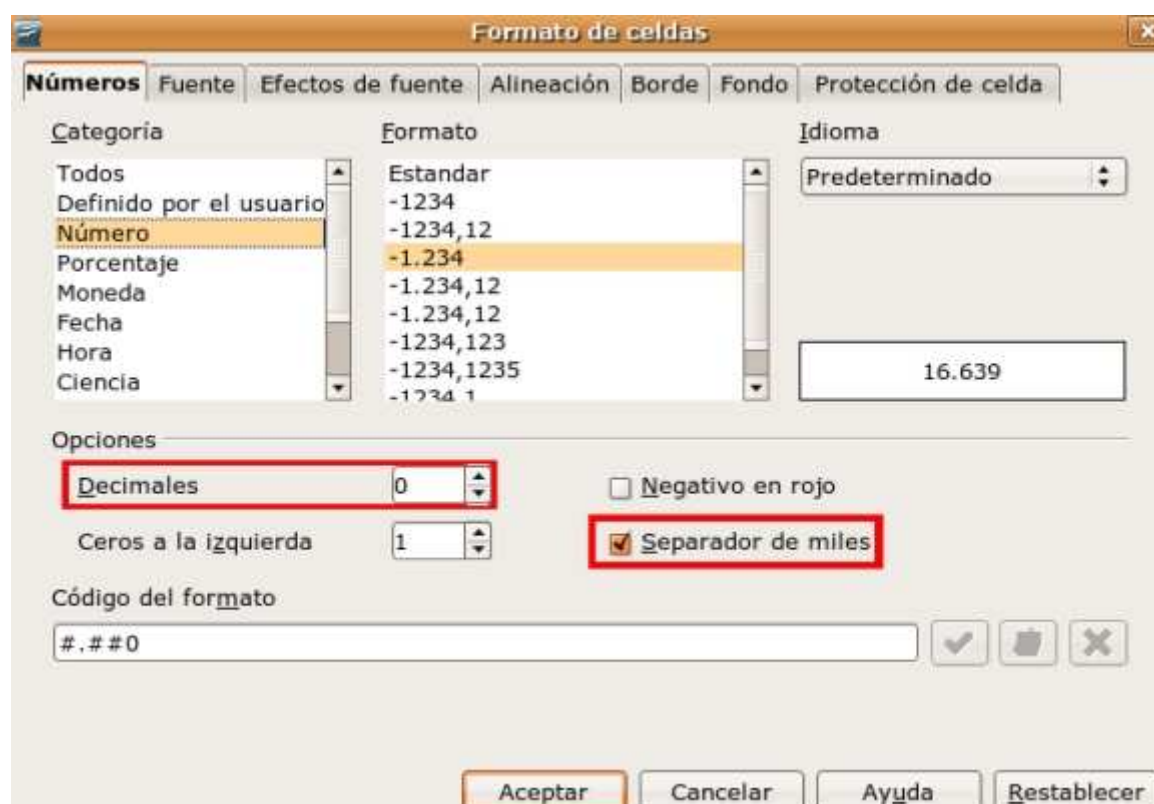 Formato de celdas
Números Fuente Efectos de fuente Alineación Borde Fondo Protección de celda
Categoría
Todos
Definido por el usuario
Número
Porcentaje
Moneda
Fecha
Hora
Ciencia
Formato
Estandar
-1234
-1234,12
-1.234
-1.234,12
-1.234,12
-1234,123
-1234,1235
-1234,1
Idioma
Predeterminado
16.639
Opciones
Decimales 0
Negativo en rojo
Ceros a la izquierda 1
Separador de miles
Código del formato
#.##0
Aceptar Cancelar Ayuda Restablecer